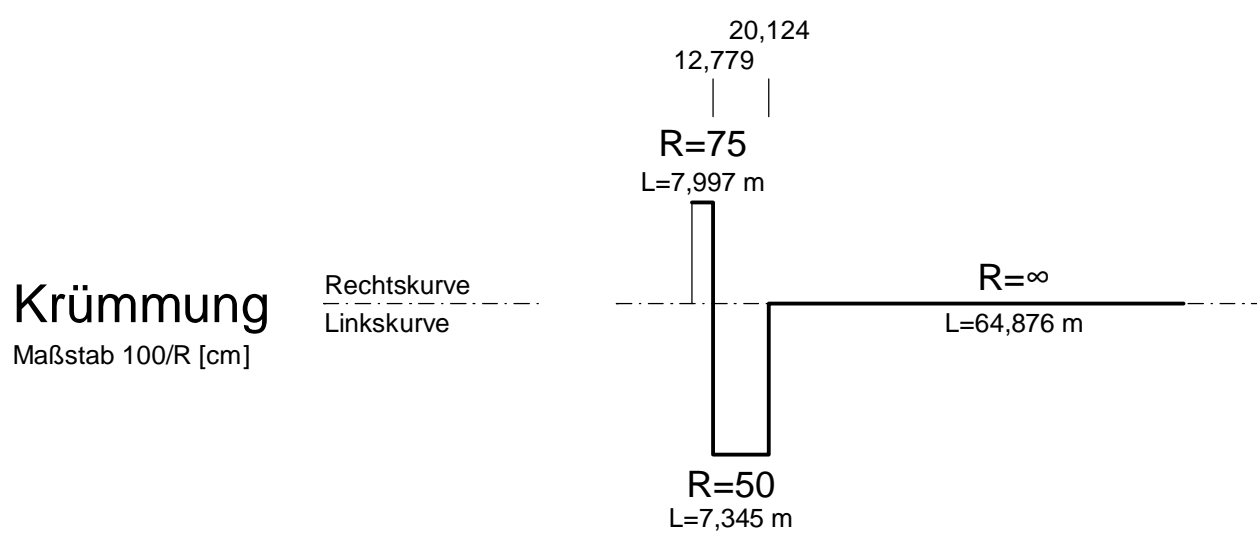 20,124
12,779
R=75
L=7,997 m
Krümmung
Maßstab 100/R [cm]
Rechtskurve
Linkskurve
R=∞
L=64,876 m
R=50
L=7,345 m